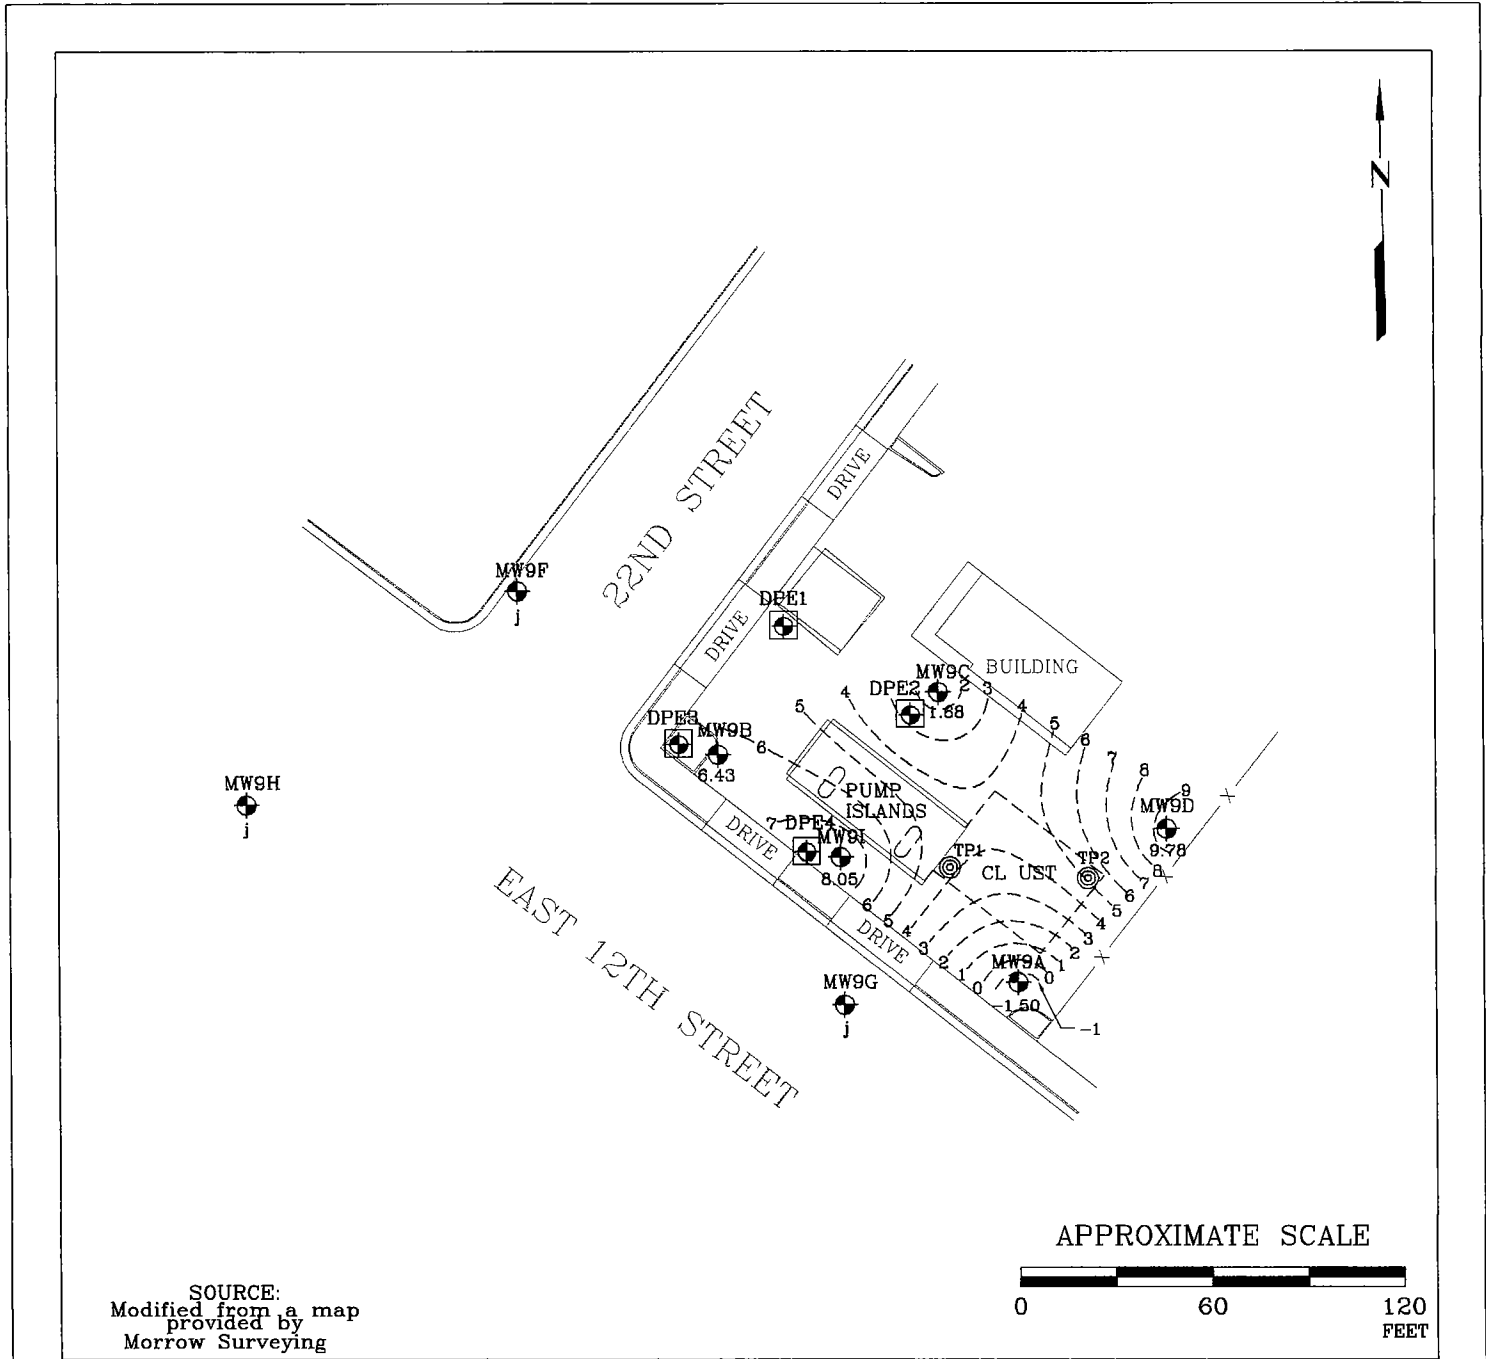 N
22ND STREET
DRIVE
MW9F
j
DPE1
DRIVE
BUILDING
MW9C
2
3
4
DPE2
1.68
4
5
5
6
7
8
9
DPE3
MW9B
6.43
6
MW9H
j
PUMP
ISLANDS
MW9D
9.78
7
DPE4
MW9I
8.05
DRIVE
TP1
TP2
CL UST
8
7
6
5
4
3
2
1
0
6
5
4
3
2
1
0
DRIVE
MW9A
-1.50
-1
MW9G
j
EAST 12TH STREET
APPROXIMATE SCALE
0 60 120
FEET
SOURCE:
Modified from a map
provided by
Morrow Surveying